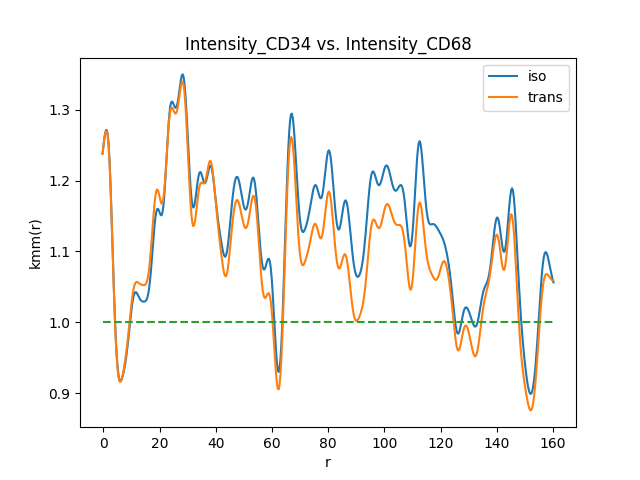 Intensity_CD34 vs. Intensity_CD68
iso
trans
kmm(r)
1.3
1.2
1.1
1.0
0.9
0 20 40 60 80 100 120 140 160
r